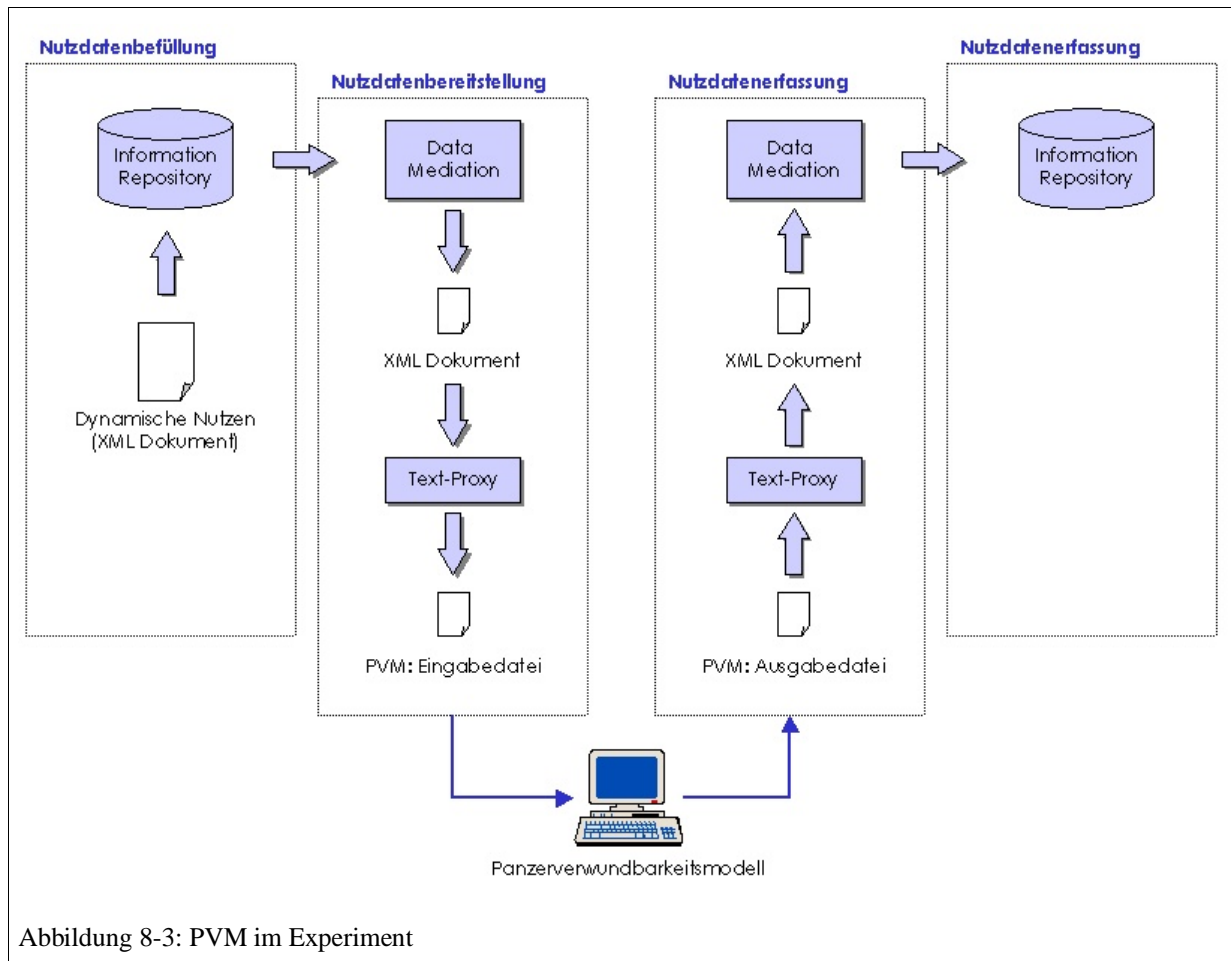 Nutzdatenbefüllung
Information
Repository
Dynamische Nutzen
(XML Dokument)
Nutzdatenbereitstellung
Data
Mediation
XML Dokument
Text-Proxy
PVM: Eingabedatei
Nutzdatenerfassung
Data
Mediation
XML Dokument
Text-Proxy
PVM: Ausgabedatei
Nutzdatenerfassung
Information
Repository
Panzerverwundbarkeitsmodell
Abbildung 8-3: PVM im Experiment